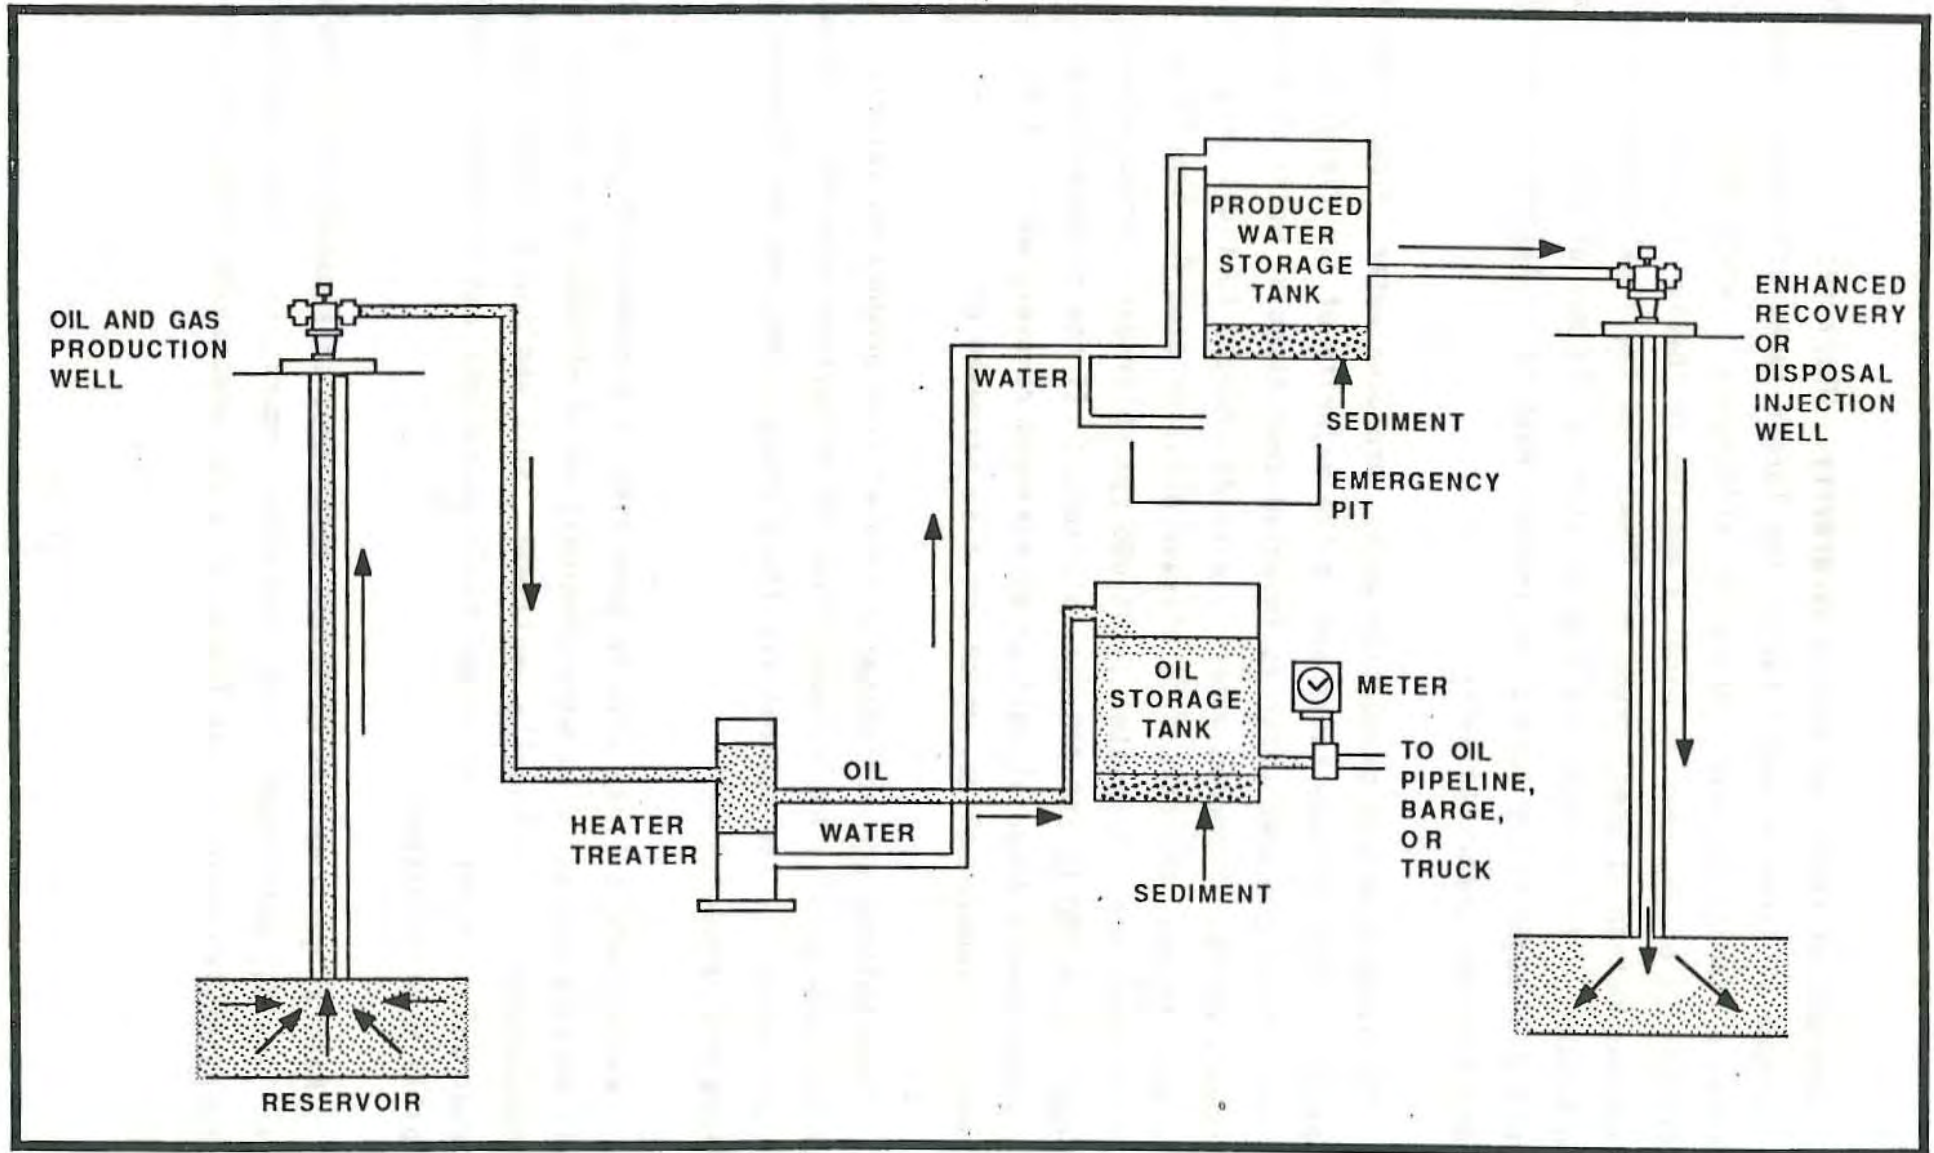 OIL AND GAS
PRODUCTION
WELL
RESERVOIR
HEATER
TREATER
OIL
WATER
WATER
PRODUCED
WATER
STORAGE
TANK
SEDIMENT
EMERGENCY
PIT
OIL
STORAGE
TANK
SEDIMENT
METER
TO OIL
PIPELINE,
BARGE,
OR
TRUCK
ENHANCED
RECOVERY
OR
DISPOSAL
INJECTION
WELL